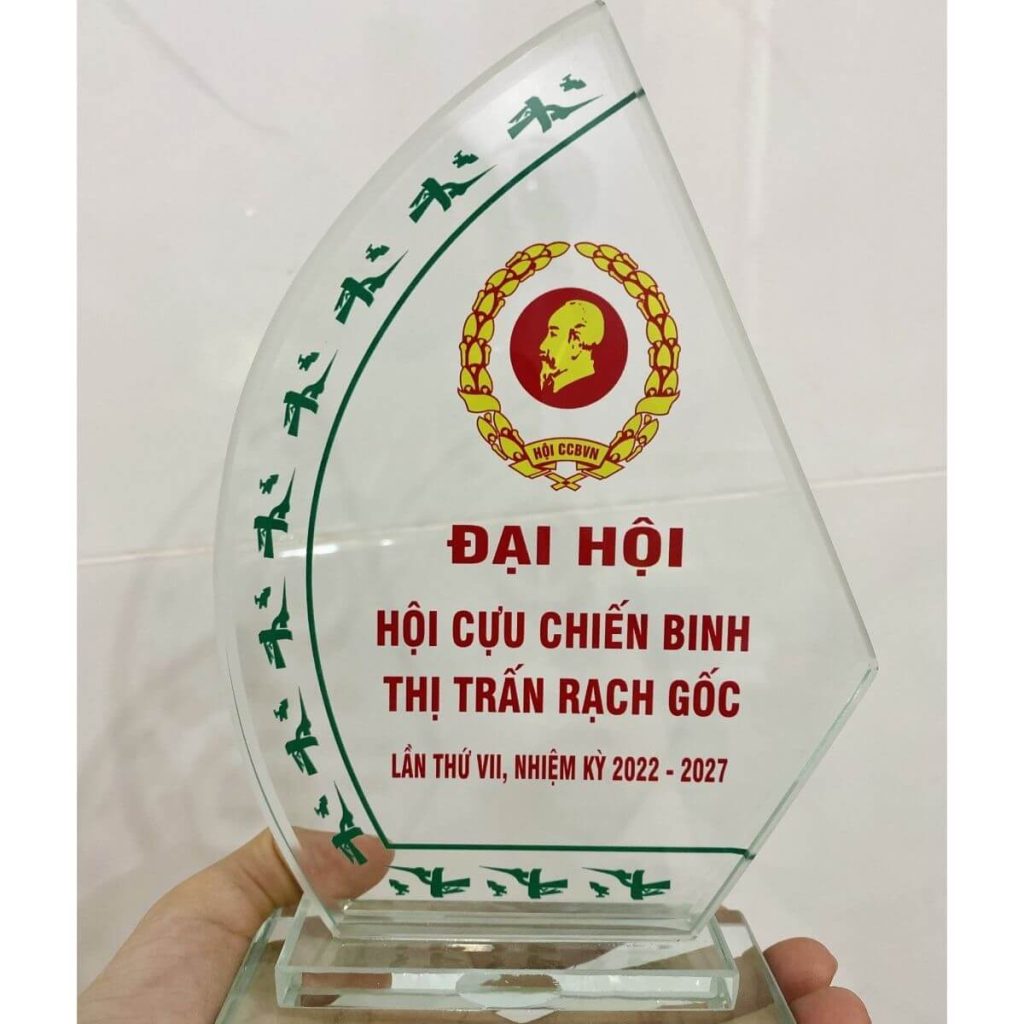 HỘI CCBVN
ĐẠI HỘI
HỘI CỰU CHIẾN BINH
THỊ TRẤN RẠCH GỐC
LẦN THỨ VII, NHIỆM KỲ 2022 - 2027